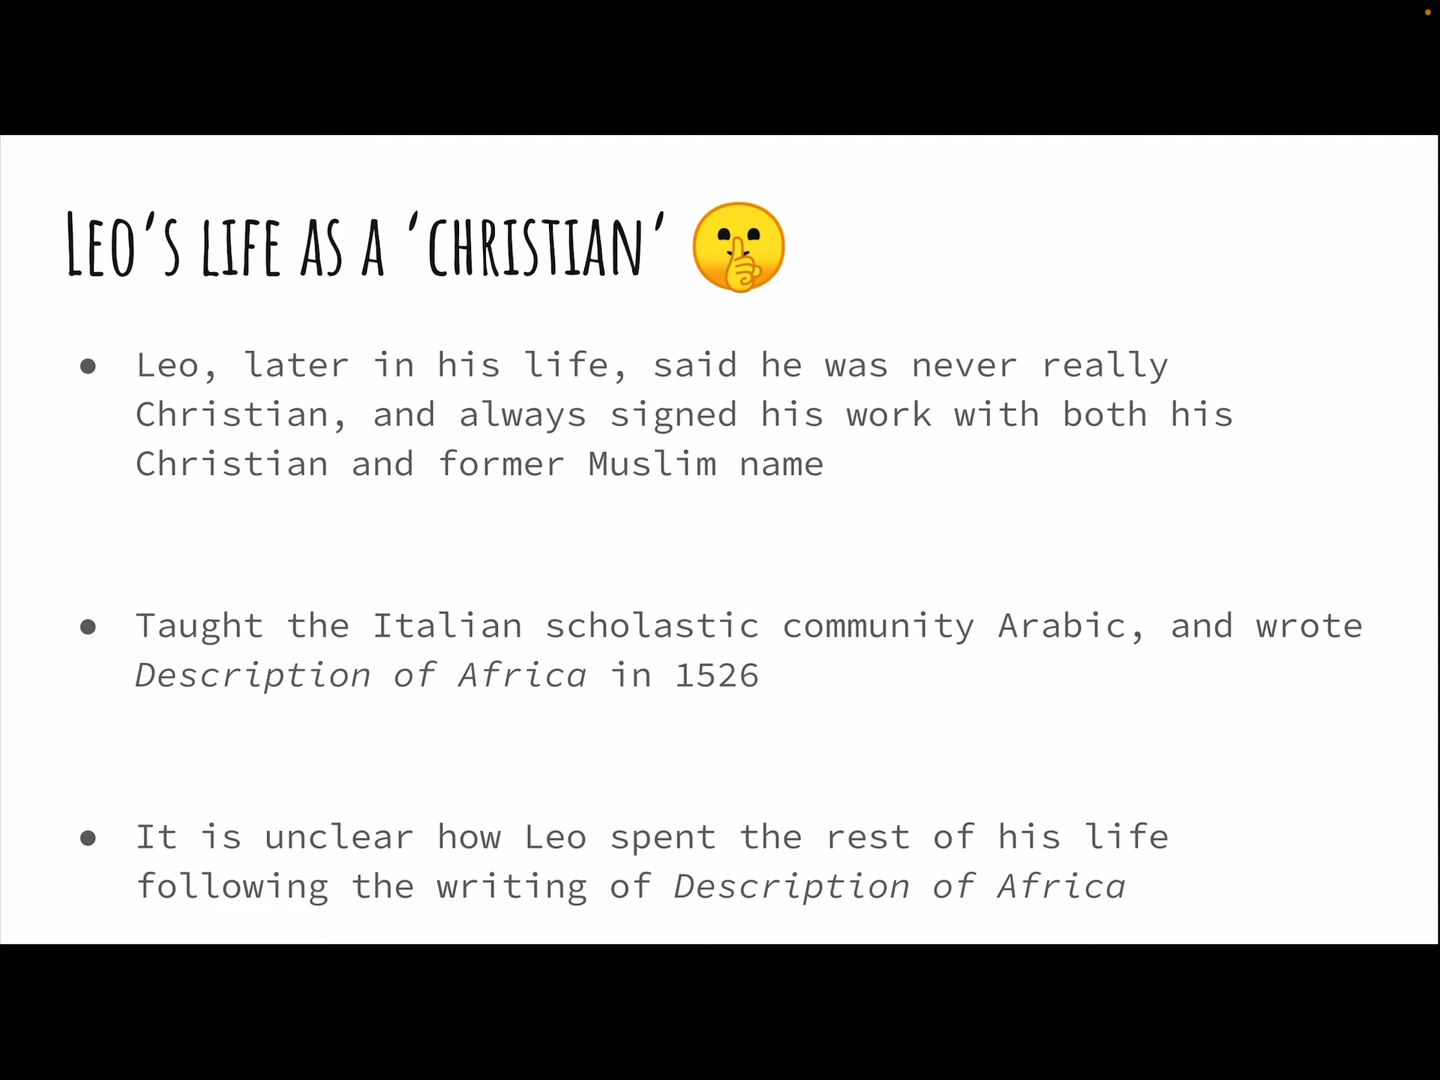 Leo's life as a 'christian'
● Leo, later in his life, said he was never really
Christian, and always signed his work with both his
Christian and former Muslim name
● Taught the Italian scholastic community Arabic, and wrote
Description of Africa in 1526
● It is unclear how Leo spent the rest of his life
following the writing of Description of Africa